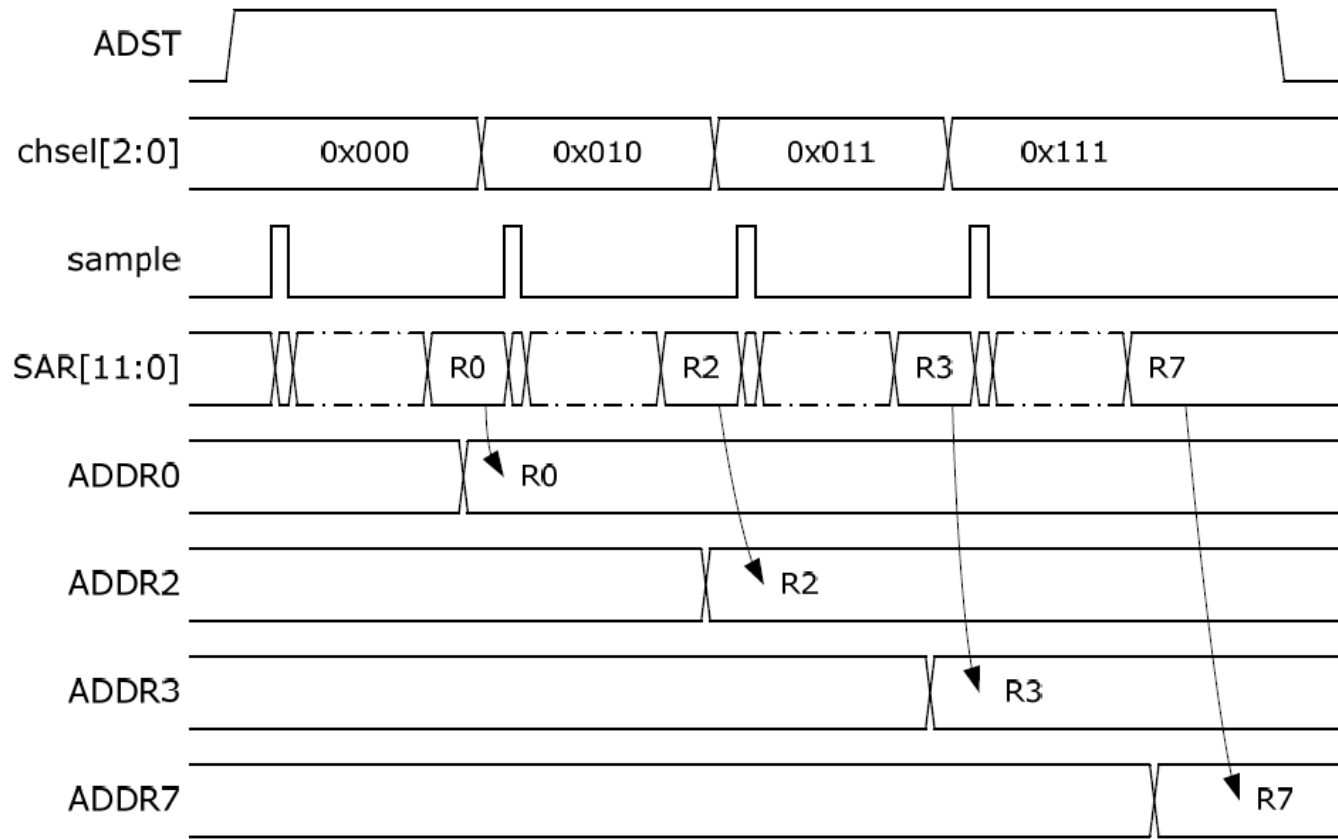 ADST
chsel[2:0] 0x000 0x010 0x011 0x111
sample
SAR[11:0] R0 R2 R3 R7
ADDR0 R0
ADDR2 R2
ADDR3 R3
ADDR7 R7